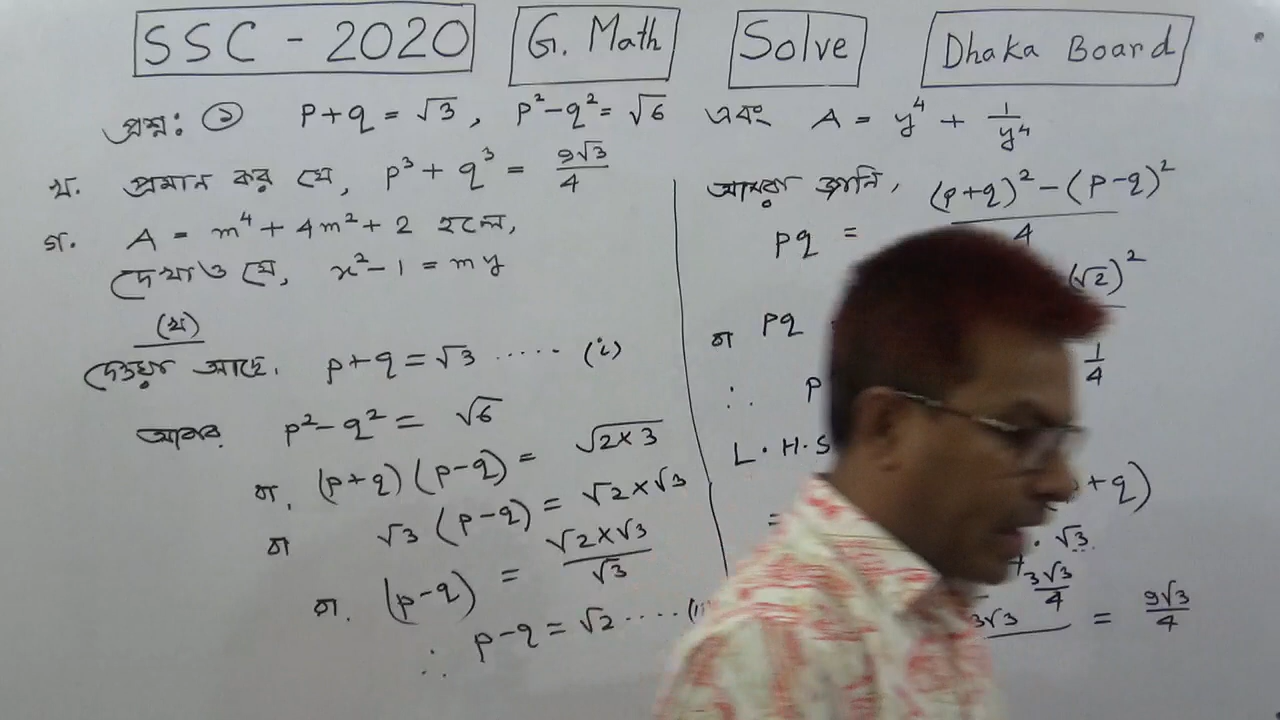 SSC - 2020 G. Math Solve Dhaka Board
প্রশ্ন: ১ p+q = √3, p²-q² = √6 এবং A = y⁴ + 1/y⁴
খ. প্রমান কর যে, p³ + q³ = 9√3/4
গ. A = m⁴ + 4m² + 2 হলে,
দেখাও যে, x²-1 = my
(খ)
দেওয়া আছে, p+q = √3 ..... (i)
আবার p²-q² = √6
বা, (p+q)(p-q) = √2×3
বা √3 (p-q) = √2×√3
বা, (p-q) = √2×√3/√3
∴ p-q = √2 ....
আমরা জানি,
pq = (p+q)²-(p-q)²/4
(√2)²
বা pq
1/4
∴ p
L.H.S
+q)
=
. √3
+ 3√3/4
3√3 = 9√3/4